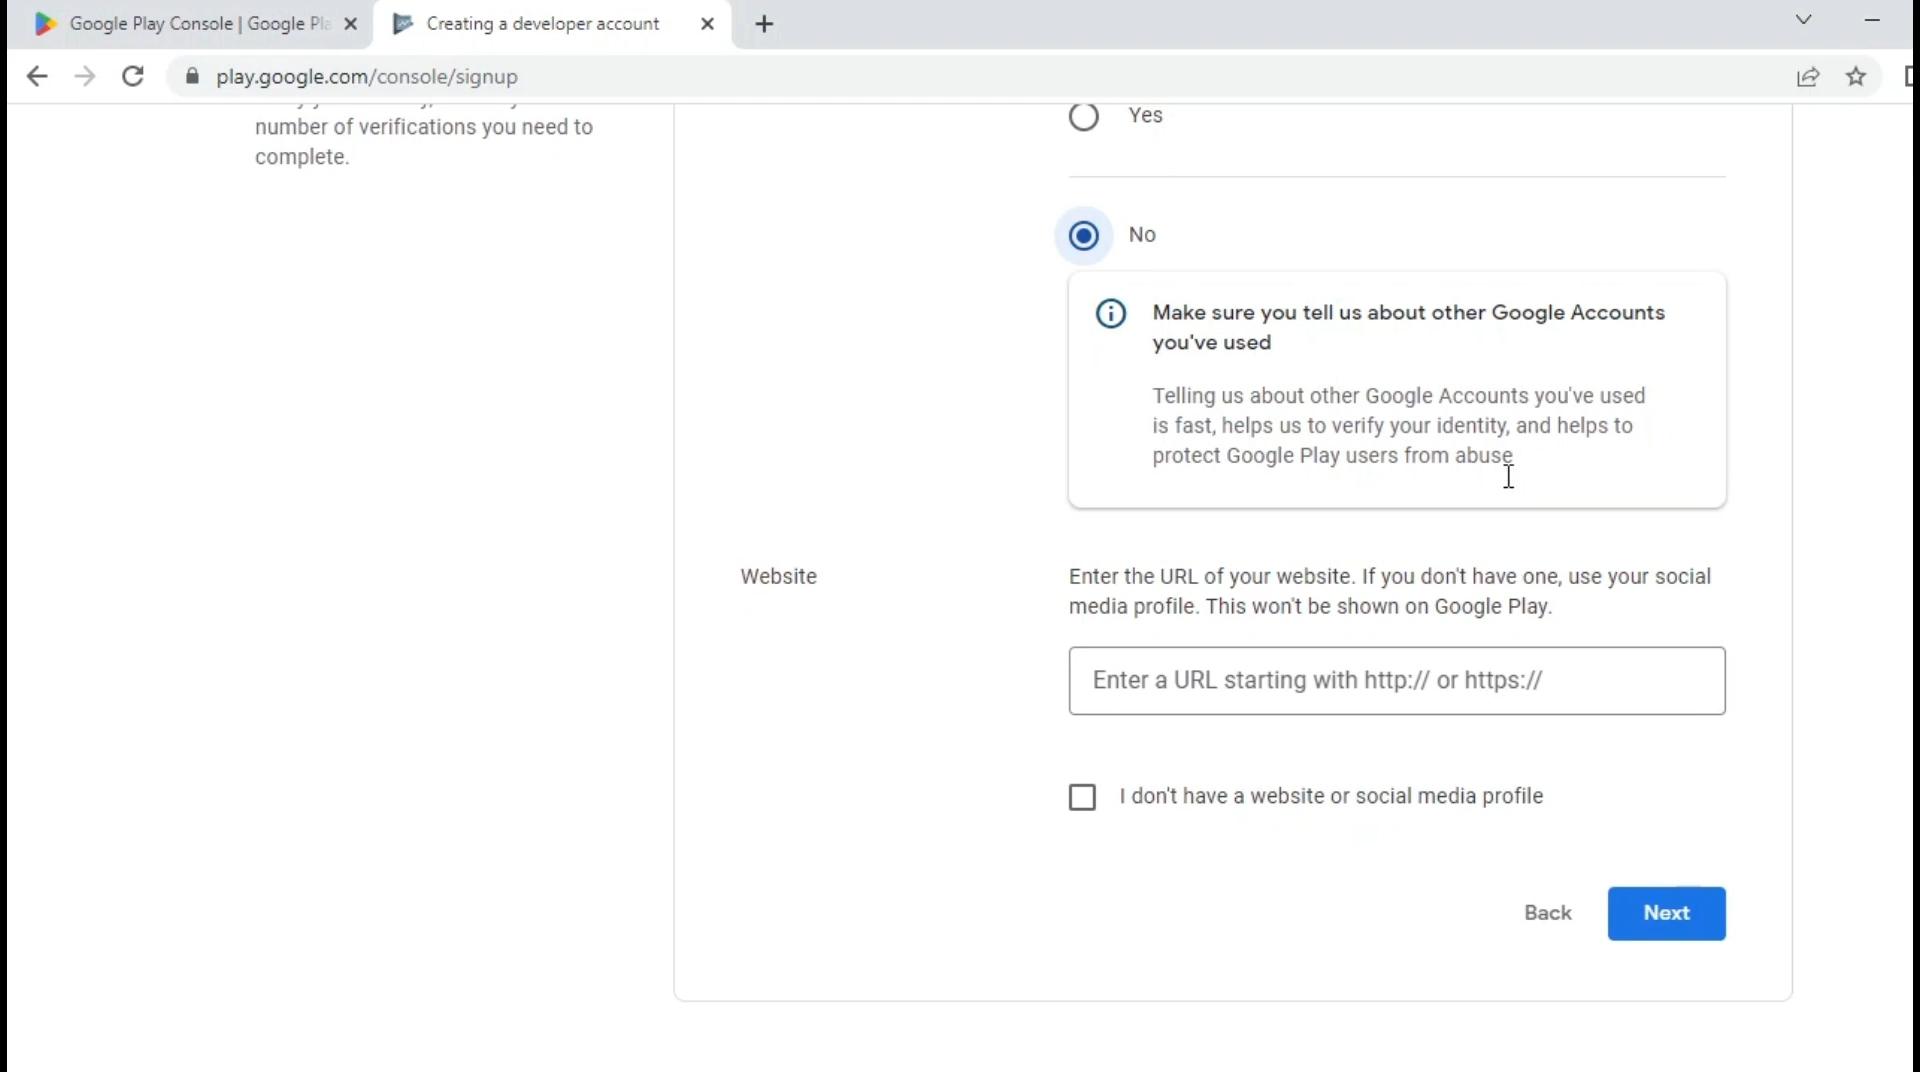 Google Play Console | Google Pla
Creating a developer account
play.google.com/console/signup
number of verifications you need to
complete.
Yes
No
Make sure you tell us about other Google Accounts
you've used
Telling us about other Google Accounts you've used
is fast, helps us to verify your identity, and helps to
protect Google Play users from abuse
Website
Enter the URL of your website. If you don't have one, use your social
media profile. This won't be shown on Google Play.
Enter a URL starting with http:// or https://
I don't have a website or social media profile
Back
Next